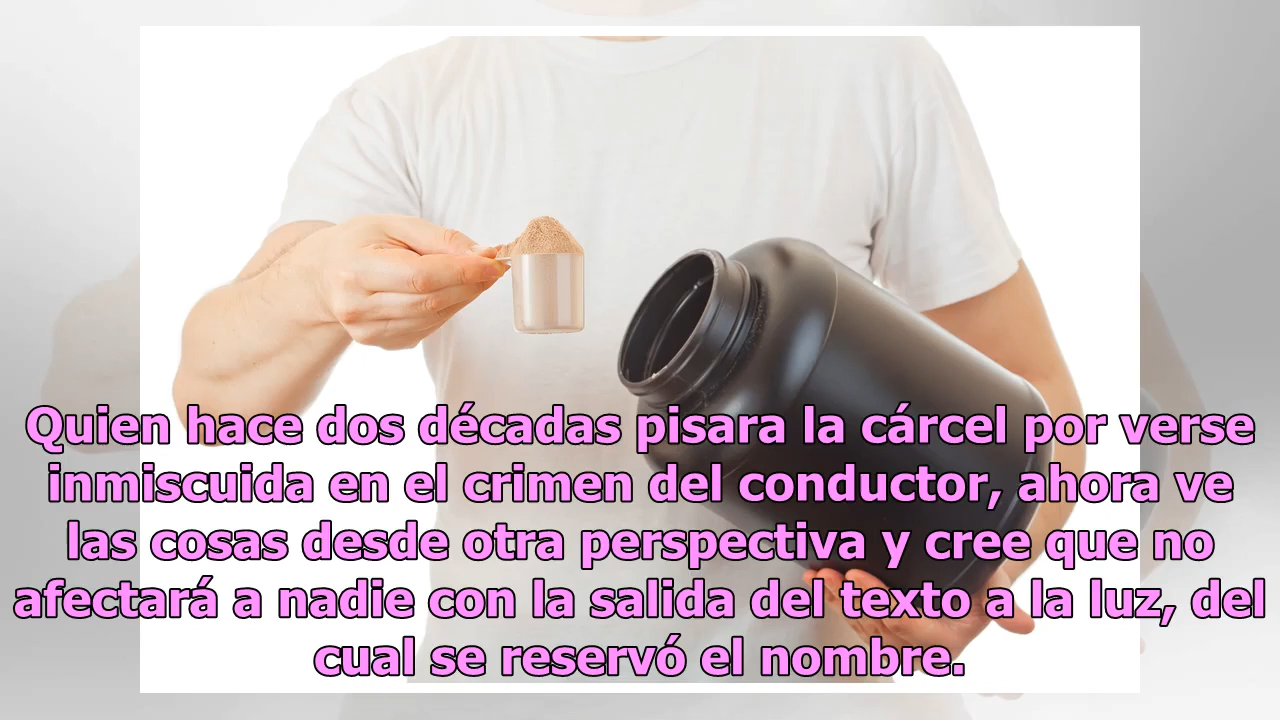 Quien hace dos décadas pisara la cárcel por verse
inmiscuida en el crimen del conductor, ahora ve
las cosas desde otra perspectiva y cree que no
afectará a nadie con la salida del texto a la luz, del
cual se reservó el nombre.